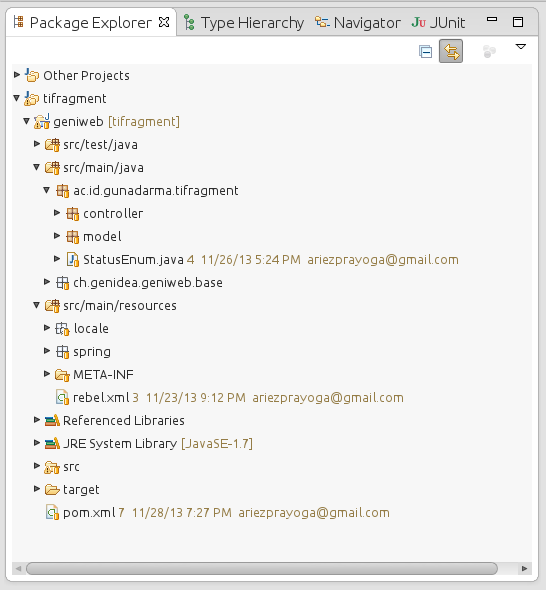 Package Explorer Type Hierarchy Navigator JU JUnit
Other Projects
tifragment
geniweb [tifragment]
src/test/java
src/main/java
ac.id.gunadarma.tifragment
controller
model
StatusEnum.java 4 11/26/13 5:24 PM ariezprayoga@gmail.com
ch.genidea.geniweb.base
src/main/resources
locale
spring
META-INF
rebel.xml 3 11/23/13 9:12 PM ariezprayoga@gmail.com
Referenced Libraries
JRE System Library [JavaSE-1.7]
src
target
pom.xml 7 11/28/13 7:27 PM ariezprayoga@gmail.com